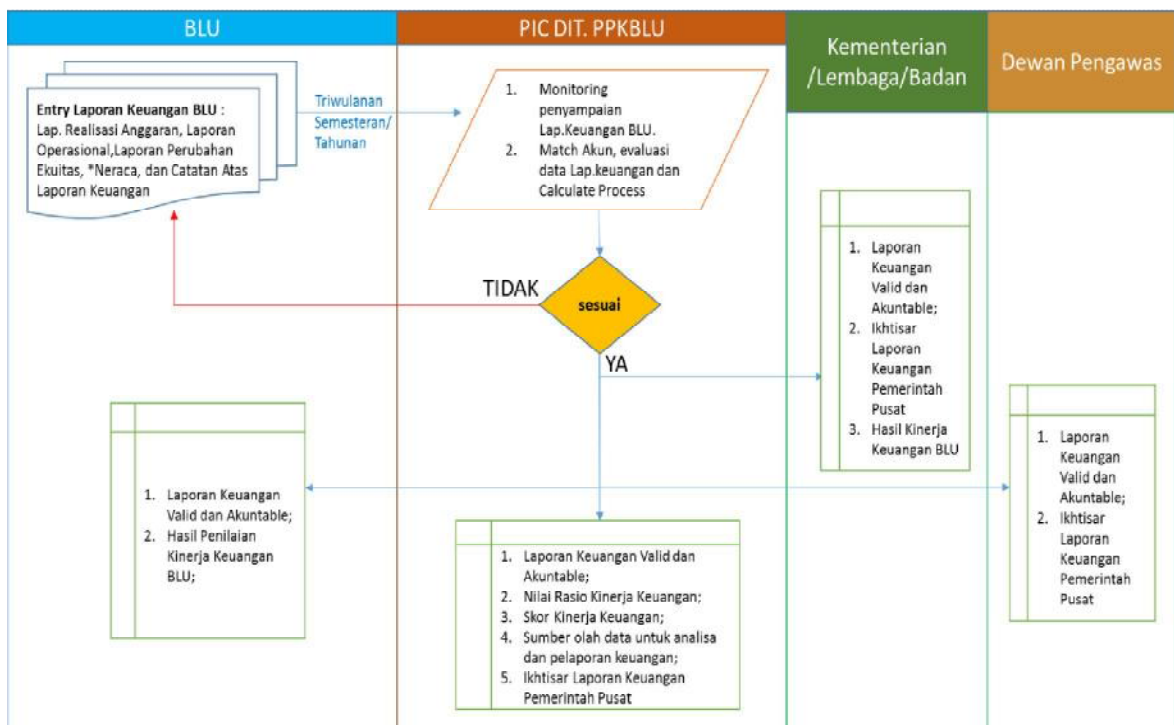 BLU
PIC DIT. PPKBLU
Kementerian
/Lembaga/Badan
Dewan Pengawas
Entry Laporan Keuangan BLU :
Lap. Realisasi Anggaran, Laporan
Operasional,Laporan Perubahan
Ekuitas, *Neraca, dan Catatan Atas
Laporan Keuangan
Triwulanan
Semesteran/
Tahunan
1. Monitoring
penyampaian
Lap.Keuangan BLU.
2. Match Akun, evaluasi
data Lap.keuangan dan
Calculate Process
TIDAK
sesuai
YA
1. Laporan
Keuangan
Valid dan
Akuntable;
2. Ikhtisar
Laporan
Keuangan
Pemerintah
Pusat
3. Hasil Kinerja
Keuangan BLU
1. Laporan
Keuangan
Valid dan
Akuntable;
2. Ikhtisar
Laporan
Keuangan
Pemerintah
Pusat
1. Laporan Keuangan
Valid dan Akuntable;
2. Hasil Penilaian
Kinerja Keuangan
BLU;
1. Laporan Keuangan Valid dan
Akuntable;
2. Nilai Rasio Kinerja Keuangan;
3. Skor Kinerja Keuangan;
4. Sumber olah data untuk analisa
dan pelaporan keuangan;
5. Ikhtisar Laporan Keuangan
Pemerintah Pusat